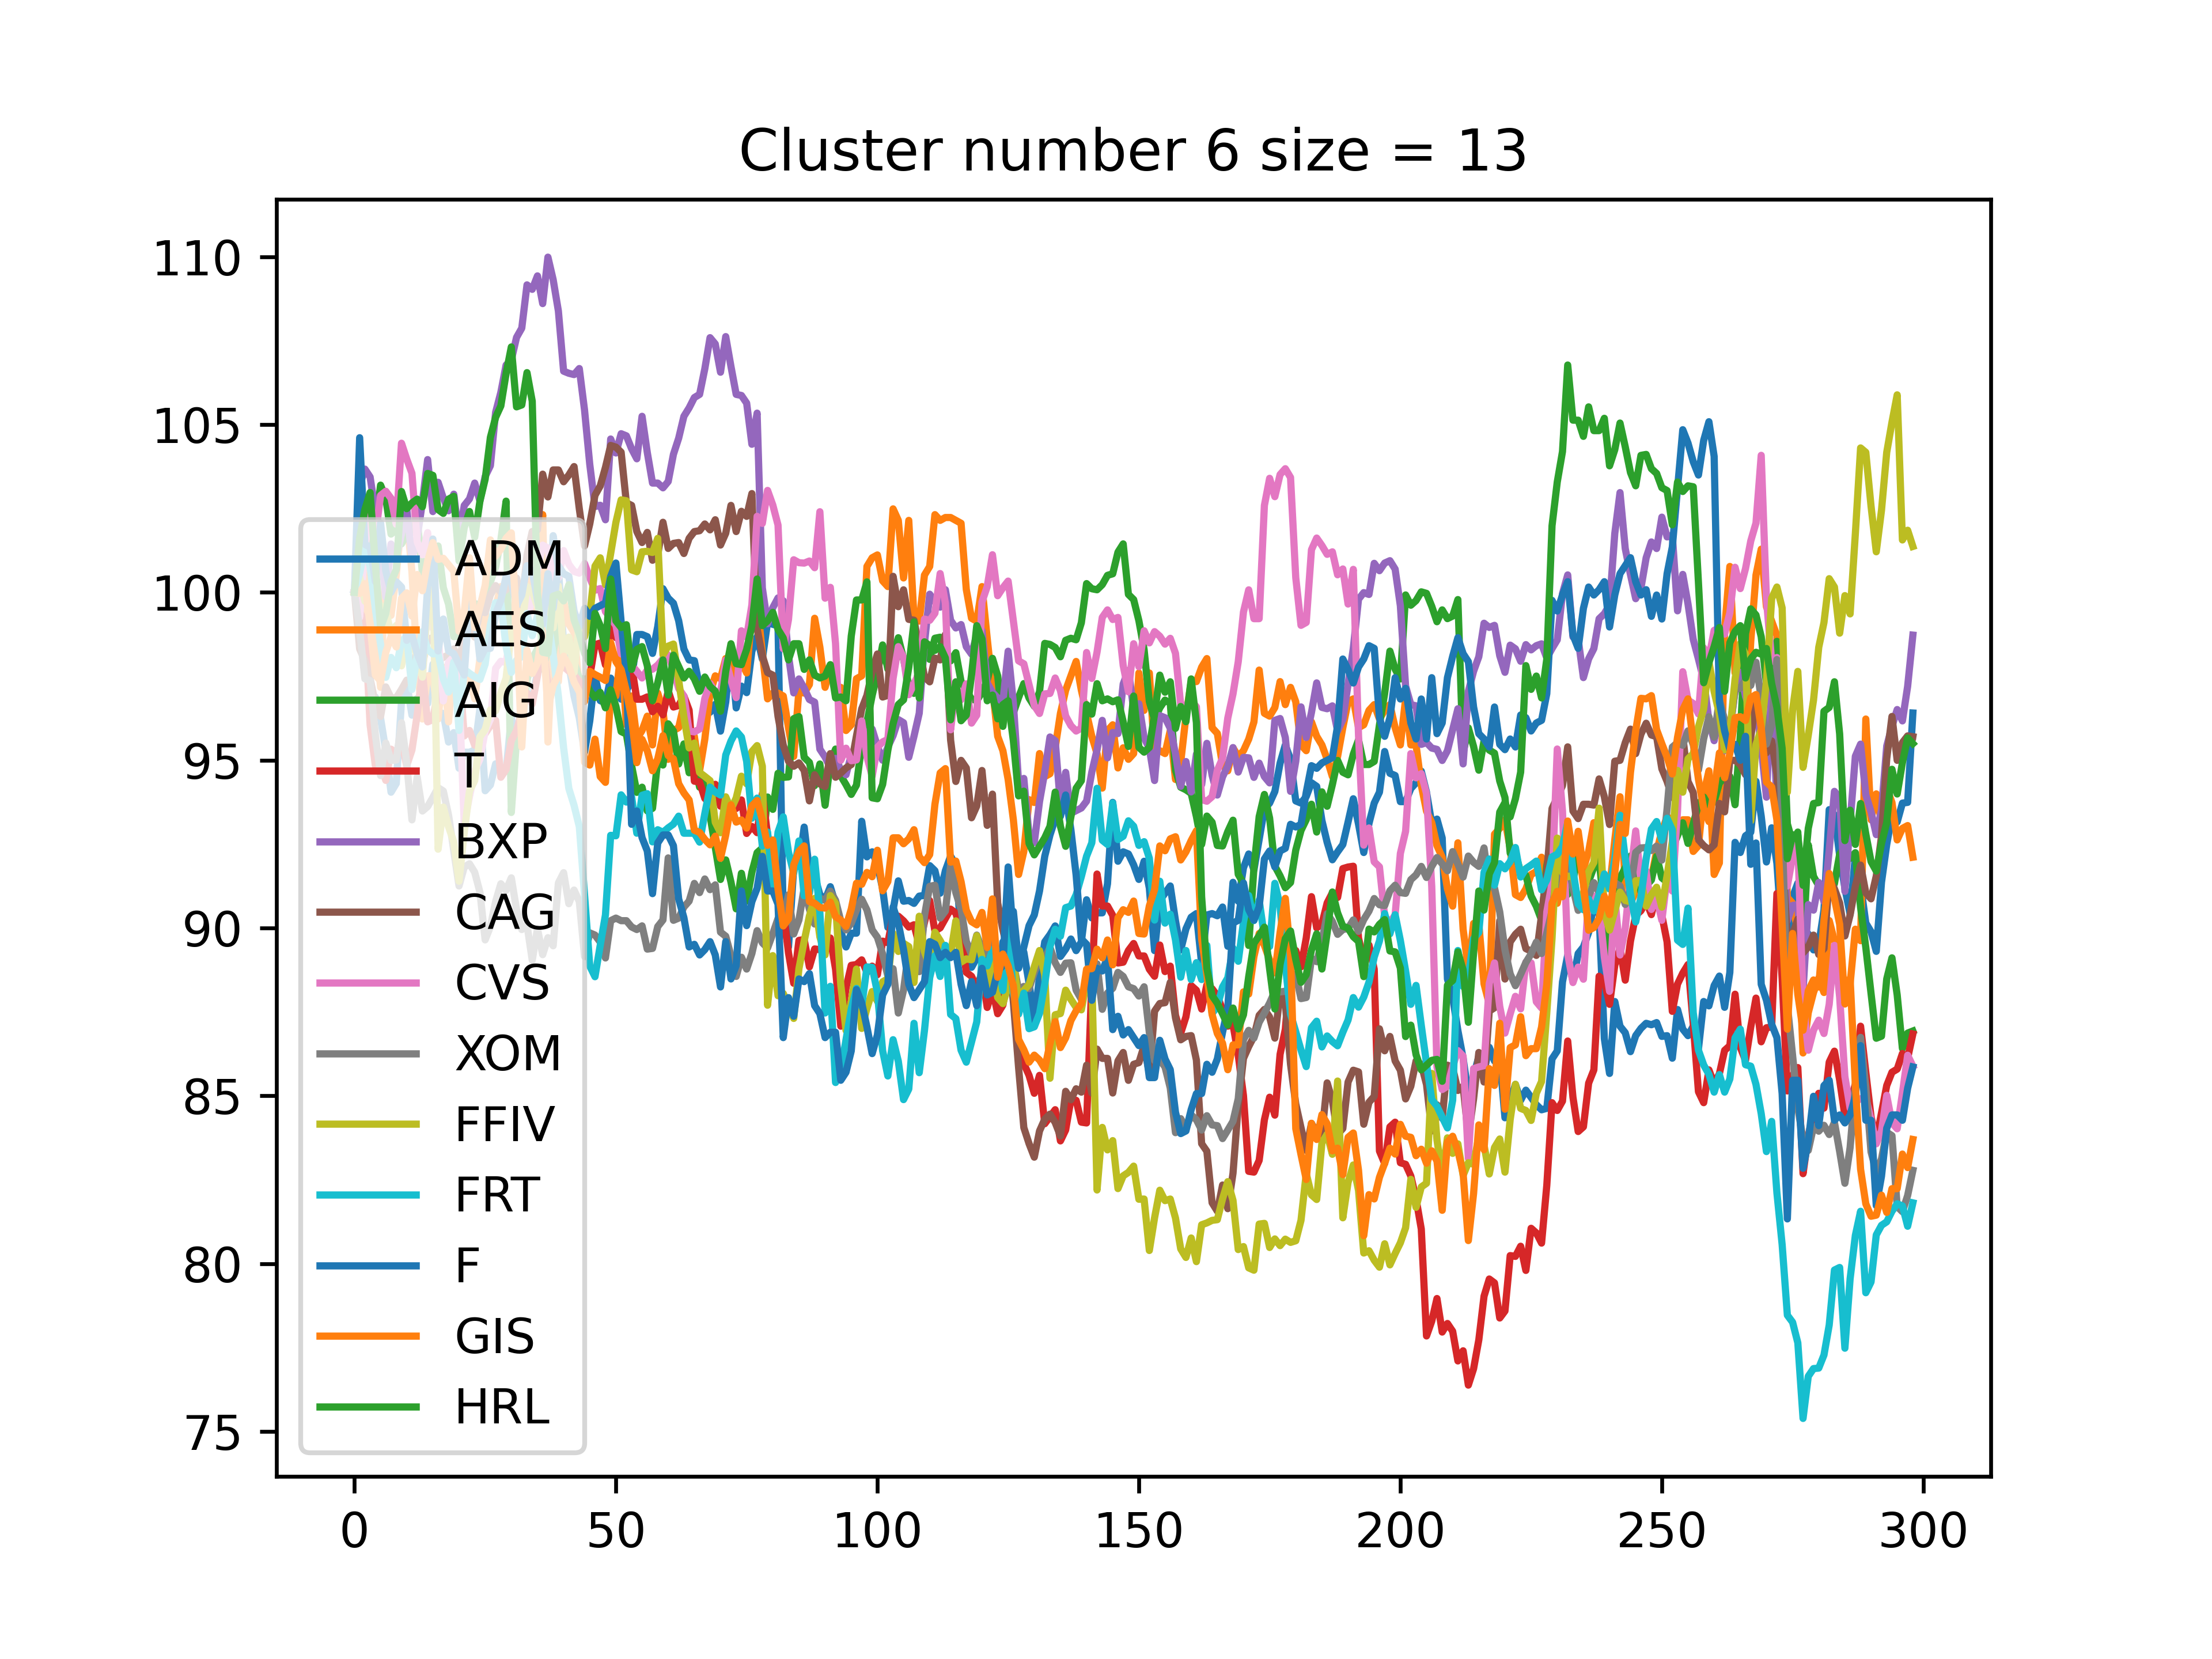 Cluster number 6 size = 13
110
105
100
95
90
85
80
75
ADM
AES
AIG
T
BXP
CAG
CVS
XOM
FFIV
FRT
F
GIS
HRL
0 50 100 150 200 250 300